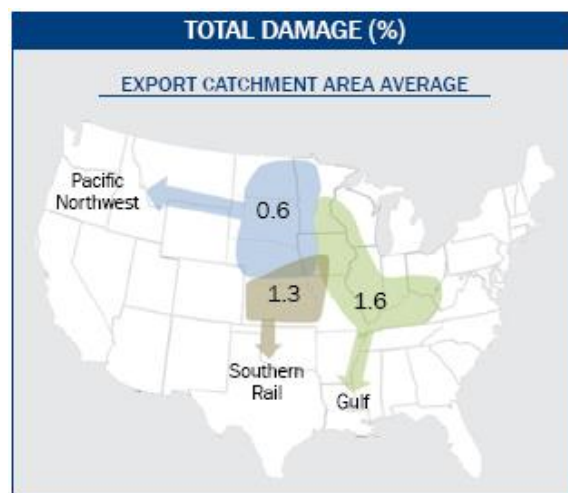 TOTAL DAMAGE (%)
EXPORT CATCHMENT AREA AVERAGE
Pacific
Northwest
0.6
1.3
1.6
Southern
Rail
Gulf